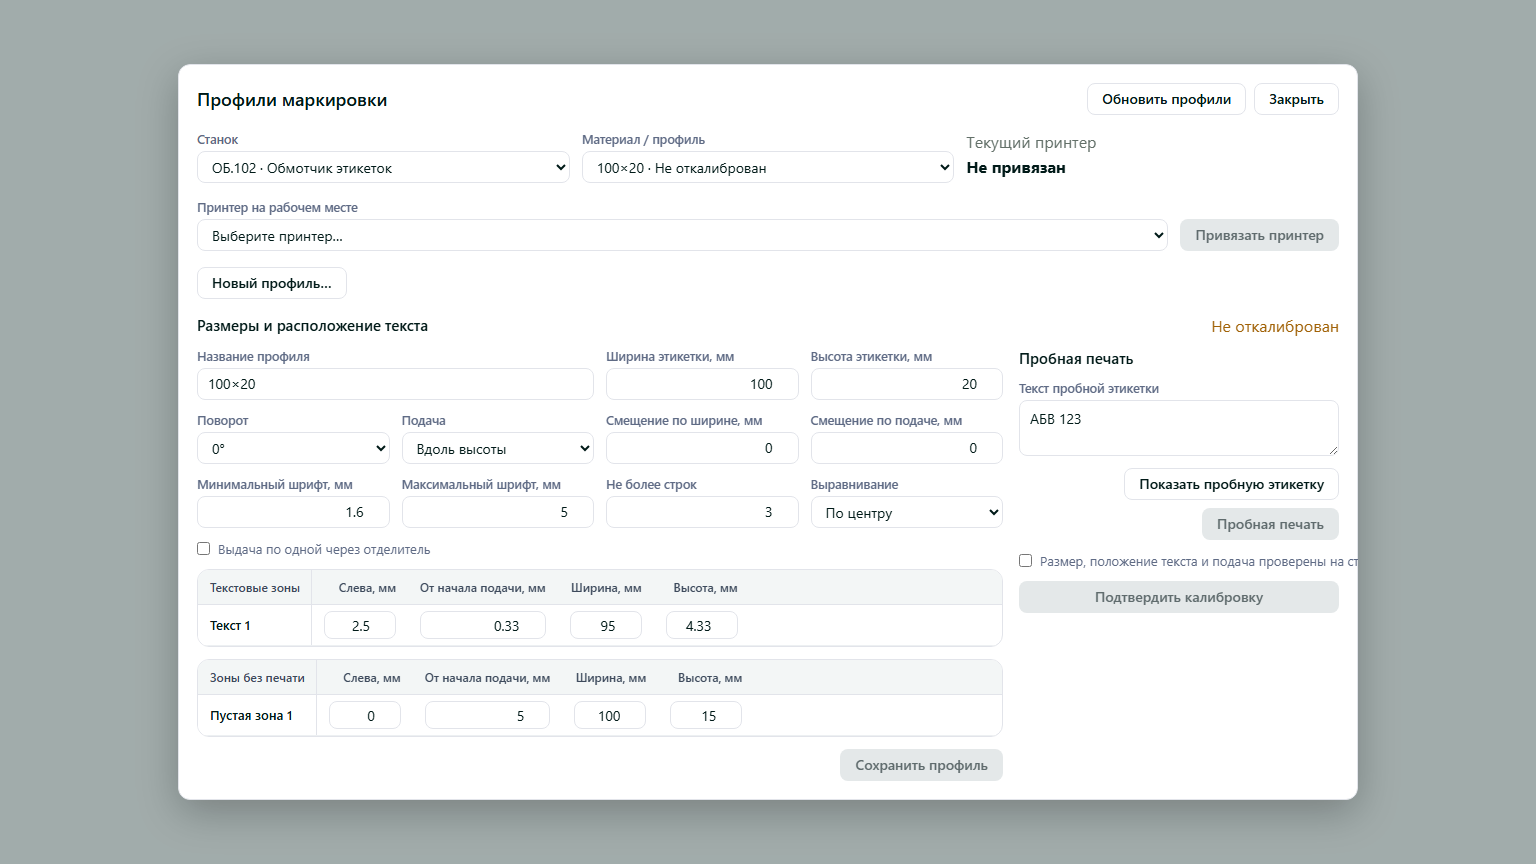 Профили маркировки
Обновить профили
Закрыть
Станок
Материал / профиль
Текущий принтер
ОБ.102 · Обмотчик этикеток
100×20 · Не откалиброван
Не привязан
Принтер на рабочем месте
Выберите принтер...
Привязать принтер
Новый профиль...
Размеры и расположение текста
Не откалиброван
Название профиля
Ширина этикетки, мм
Высота этикетки, мм
100×20
100
20
Поворот
Подача
Смещение по ширине, мм
Смещение по подаче, мм
0°
Вдоль высоты
0
0
Минимальный шрифт, мм
Максимальный шрифт, мм
Не более строк
Выравнивание
1.6
5
3
По центру
Выдача по одной через отделитель
Текстовые зоны
Слева, мм
От начала подачи, мм
Ширина, мм
Высота, мм
Текст 1
2.5
0.33
95
4.33
Зоны без печати
Слева, мм
От начала подачи, мм
Ширина, мм
Высота, мм
Пустая зона 1
0
5
100
15
Сохранить профиль
Пробная печать
Текст пробной этикетки
АБВ 123
Показать пробную этикетку
Пробная печать
Размер, положение текста и подача проверены на ст
Подтвердить калибровку